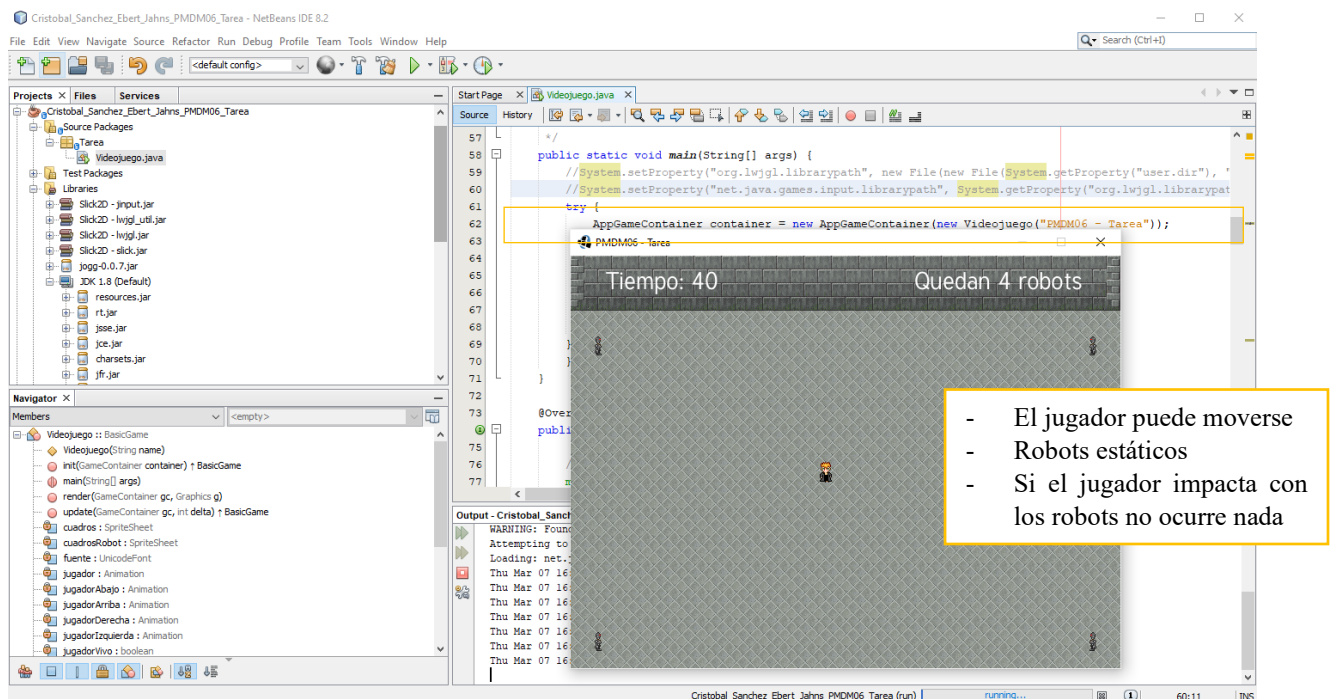 Cristobal_Sanchez_Ebert_Jahns_PMDM06_Tarea - NetBeans IDE 8.2
File Edit View Navigate Source Refactor Run Debug Profile Team Tools Window Help
Search (Ctrl+I)
<default config>
Projects Files Services
Cristobal_Sanchez_Ebert_Jahns_PMDM06_Tarea
Source Packages
Tarea
Videojuego.java
Test Packages
Libraries
Slick2D - jinput.jar
Slick2D - lwjgl_util.jar
Slick2D - lwjgl.jar
Slick2D - slick.jar
jogg-0.0.7.jar
JDK 1.8 (Default)
resources.jar
rt.jar
jsse.jar
jce.jar
charsets.jar
jfr.jar
Navigator
Members <empty>
Videojuego :: BasicGame
Videojuego(String name)
init(GameContainer container) ↑ BasicGame
main(String[] args)
render(GameContainer gc, Graphics g)
update(GameContainer gc, int delta) ↑ BasicGame
cuadros : SpriteSheet
cuadrosRobot : SpriteSheet
fuente : UnicodeFont
jugador : Animation
jugadorAbajo : Animation
jugadorArriba : Animation
jugadorDerecha : Animation
jugadorIzquierda : Animation
jugadorVivo : boolean
Start Page Videojuego.java
Source History
57 */
58 public static void main(String[] args) {
59 //System.setProperty("org.lwjgl.librarypath", new File(new File(System.getProperty("user.dir"), "
60 //System.setProperty("net.java.games.input.librarypath", System.getProperty("org.lwjgl.librarypat
61 try {
62 AppGameContainer container = new AppGameContainer(new Videojuego("PMDM06 - Tarea"));
63
64
65
66
67
68
69 }
70 }
71 }
72
73 @Over
publi
75
76 /
77 m
PMDM06 - Tarea
Tiempo: 40 Quedan 4 robots
- El jugador puede moverse
- Robots estáticos
- Si el jugador impacta con
los robots no ocurre nada
Output - Cristobal_Sanch
WARNING: Found
Attempting to
Loading: net.j
Thu Mar 07 16
Thu Mar 07 16
Thu Mar 07 16
Thu Mar 07 16
Thu Mar 07 16
Thu Mar 07 16
Thu Mar 07 16
Cristobal_Sanchez_Ebert_Jahns_PMDM06_Tarea (run) running... 1 60:11 INS